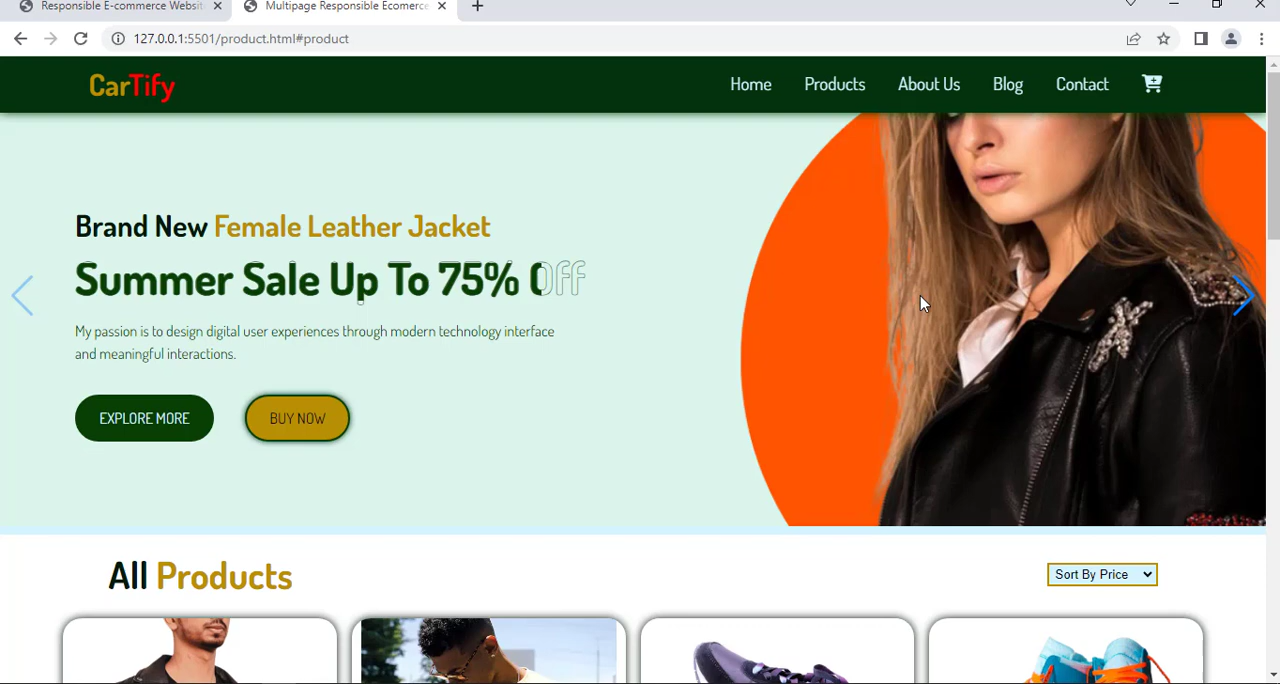 Responsible E-commerce Websit
Multipage Responsible Ecomerce
127.0.0.1:5501/product.html#product
CarTify
Home
Products
About Us
Blog
Contact
Brand New Female Leather Jacket
Summer Sale Up To 75% Off
My passion is to design digital user experiences through modern technology interface
and meaningful interactions.
EXPLORE MORE
BUY NOW
All Products
Sort By Price